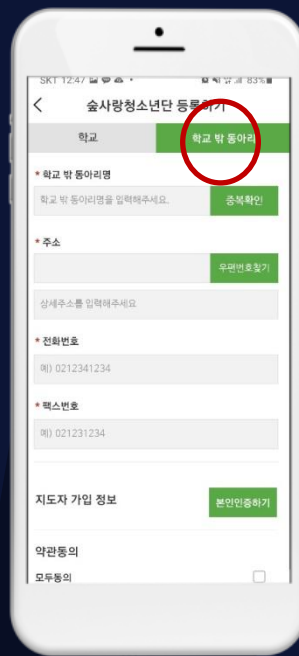 SKT 12:47 83%
숲사랑청소년단 등록하기
학교 학교 밖 동아리
* 학교 밖 동아리명
학교 밖 동아리명을 입력해주세요. 중복확인
* 주소
우편번호찾기
상세주소를 입력해주세요
* 전화번호
예) 0212341234
* 팩스번호
예) 021231234
지도자 가입 정보 본인인증하기
약관동의
모두동의